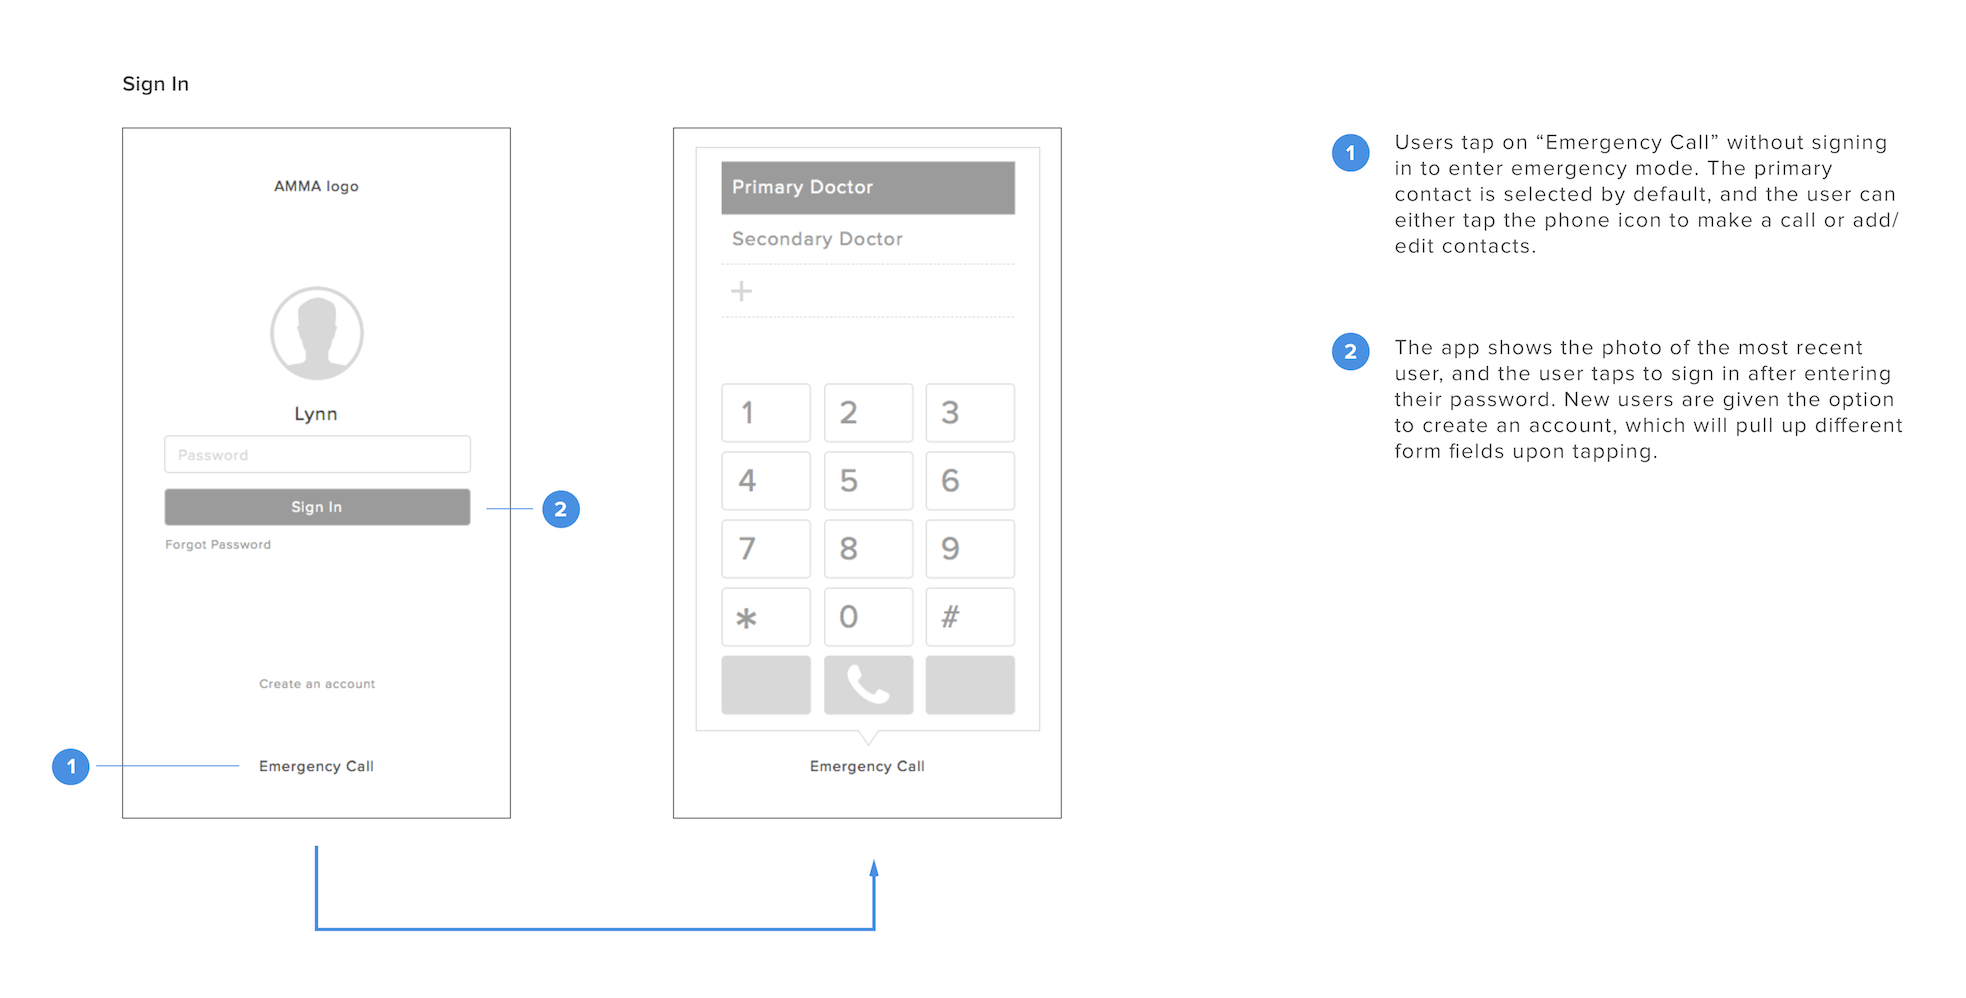 Sign In
AMMA logo
Lynn
Password
Sign In
2
Forgot Password
Create an account
1
Emergency Call
Primary Doctor
Secondary Doctor
+
1 2 3
4 5 6
7 8 9
* 0 #
Emergency Call
1
Users tap on “Emergency Call” without signing
in to enter emergency mode. The primary
contact is selected by default, and the user can
either tap the phone icon to make a call or add/
edit contacts.
2
The app shows the photo of the most recent
user, and the user taps to sign in after entering
their password. New users are given the option
to create an account, which will pull up different
form fields upon tapping.